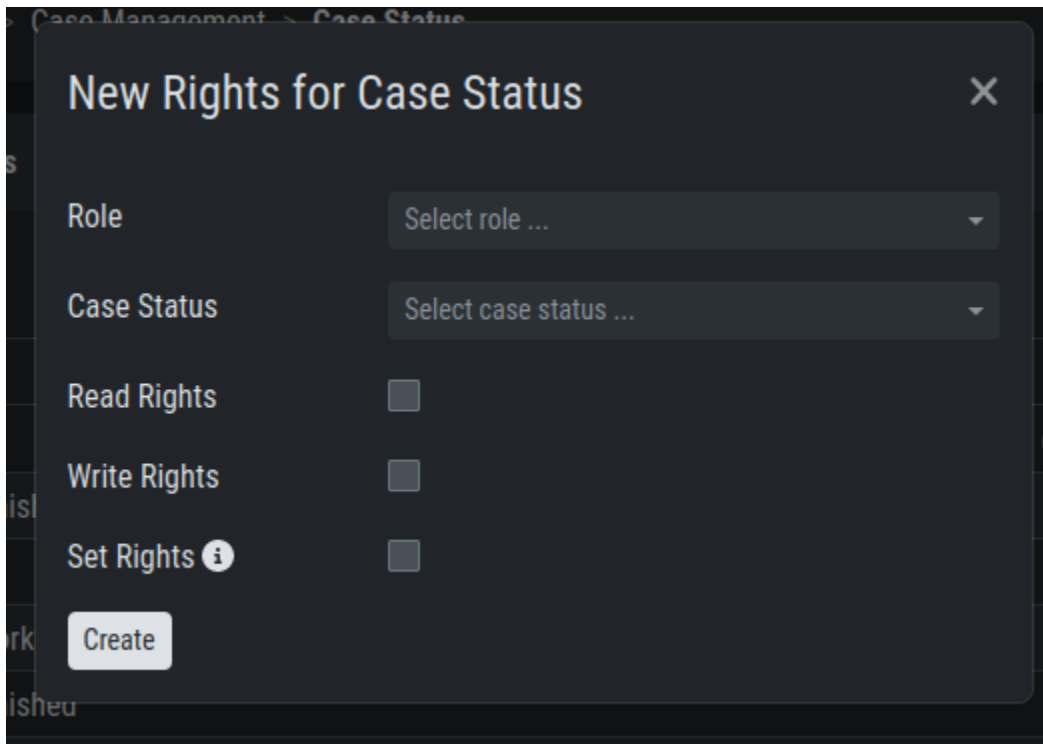 > Case Management > Case Status
New Rights for Case Status
s
Role
Select role ...
Case Status
Select case status ...
Read Rights
Write Rights
Set Rights
Create
ished